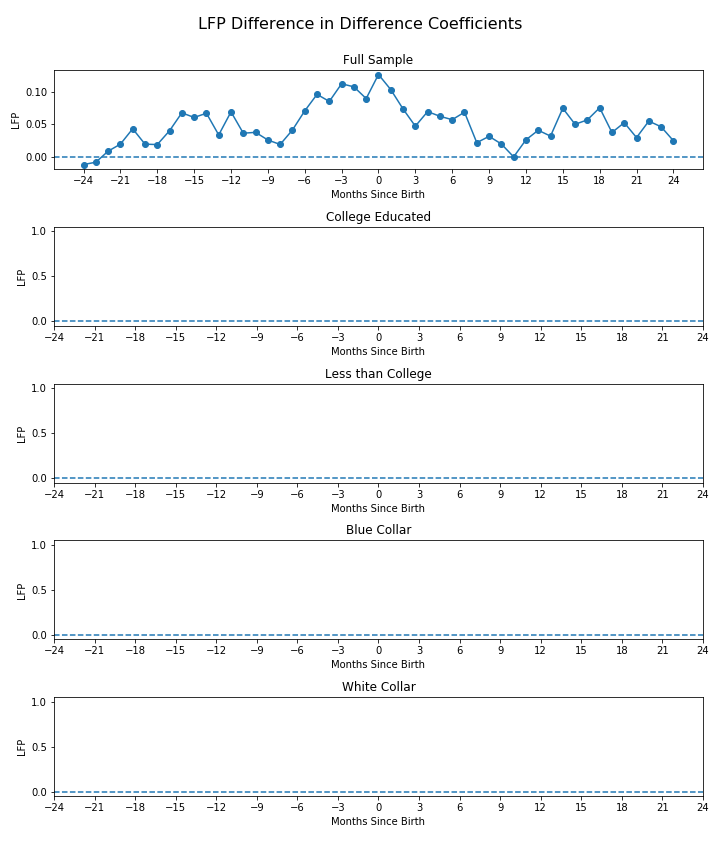 LFP Difference in Difference Coefficients
Full Sample
0.10
0.05
0.00
LFP
−24 −21 −18 −15 −12 −9 −6 −3 0 3 6 9 12 15 18 21 24
Months Since Birth
College Educated
1.0
0.5
0.0
LFP
−24 −21 −18 −15 −12 −9 −6 −3 0 3 6 9 12 15 18 21 24
Months Since Birth
Less than College
1.0
0.5
0.0
LFP
−24 −21 −18 −15 −12 −9 −6 −3 0 3 6 9 12 15 18 21 24
Months Since Birth
Blue Collar
1.0
0.5
0.0
LFP
−24 −21 −18 −15 −12 −9 −6 −3 0 3 6 9 12 15 18 21 24
Months Since Birth
White Collar
1.0
0.5
0.0
LFP
−24 −21 −18 −15 −12 −9 −6 −3 0 3 6 9 12 15 18 21 24
Months Since Birth